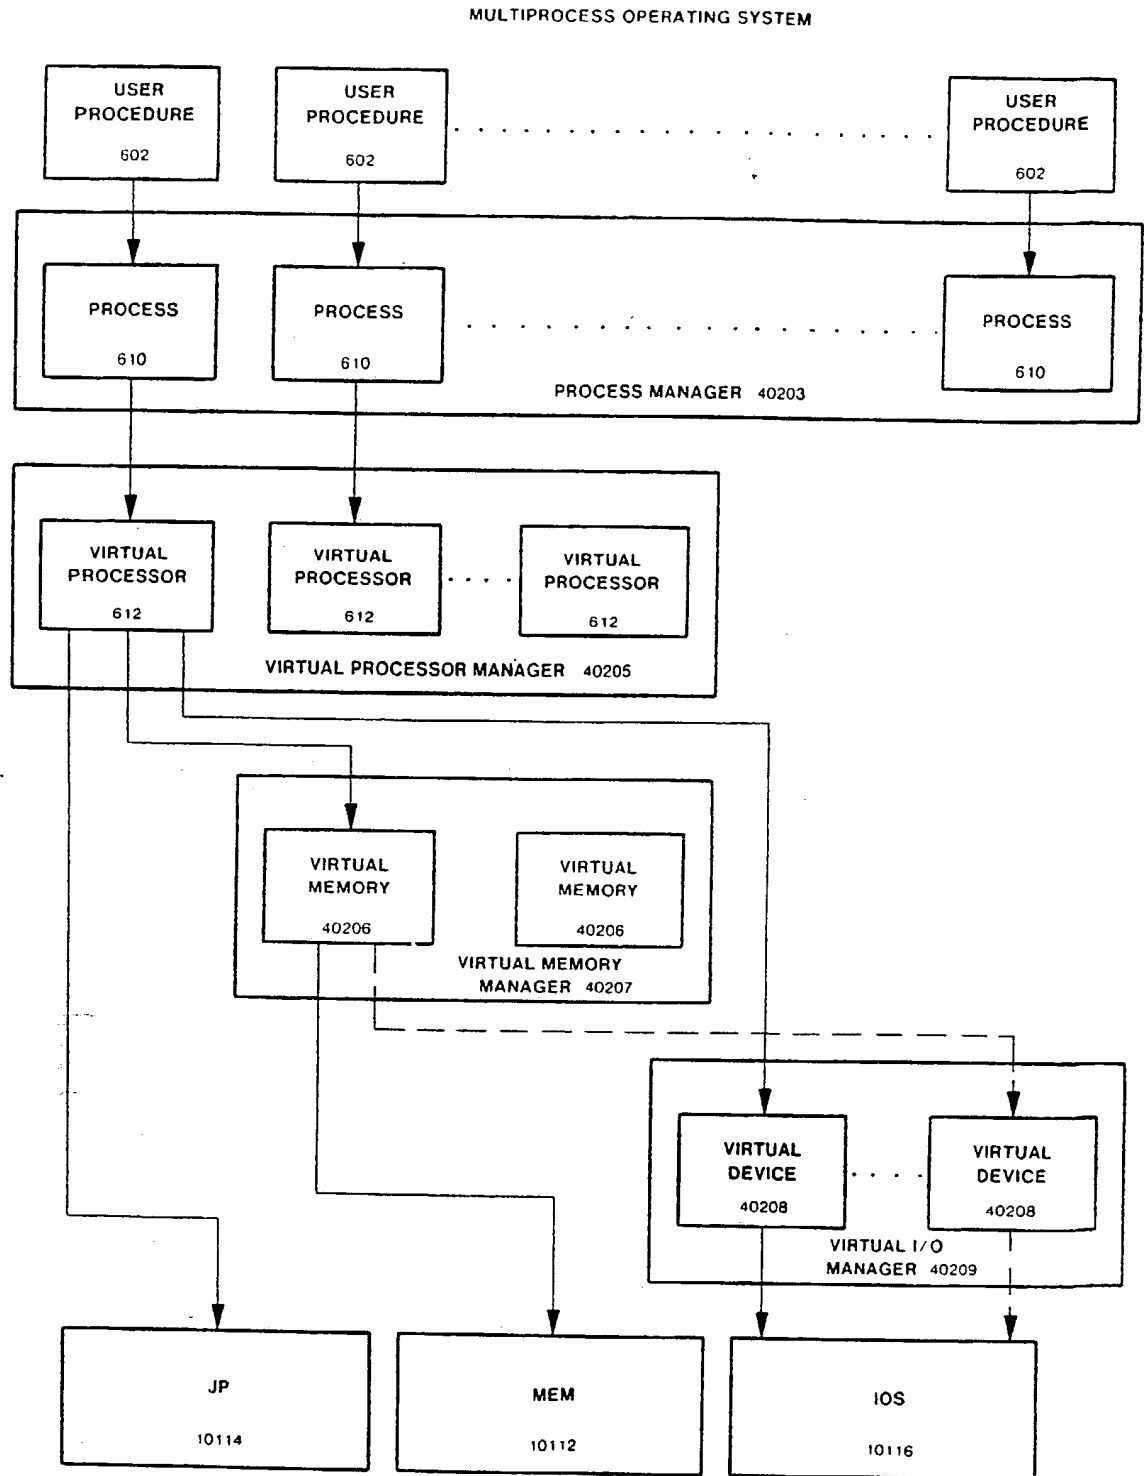 MULTIPROCESS OPERATING SYSTEM
USER
PROCEDURE
602
USER
PROCEDURE
602
USER
PROCEDURE
602
PROCESS
610
PROCESS
610
PROCESS
610
PROCESS MANAGER 40203
VIRTUAL
PROCESSOR
612
VIRTUAL
PROCESSOR
612
VIRTUAL
PROCESSOR
612
VIRTUAL PROCESSOR MANAGER 40205
VIRTUAL
MEMORY
40206
VIRTUAL
MEMORY
40206
VIRTUAL MEMORY
MANAGER 40207
VIRTUAL
DEVICE
40208
VIRTUAL
DEVICE
40208
VIRTUAL I/O
MANAGER 40209
JP
10114
MEM
10112
IOS
10116